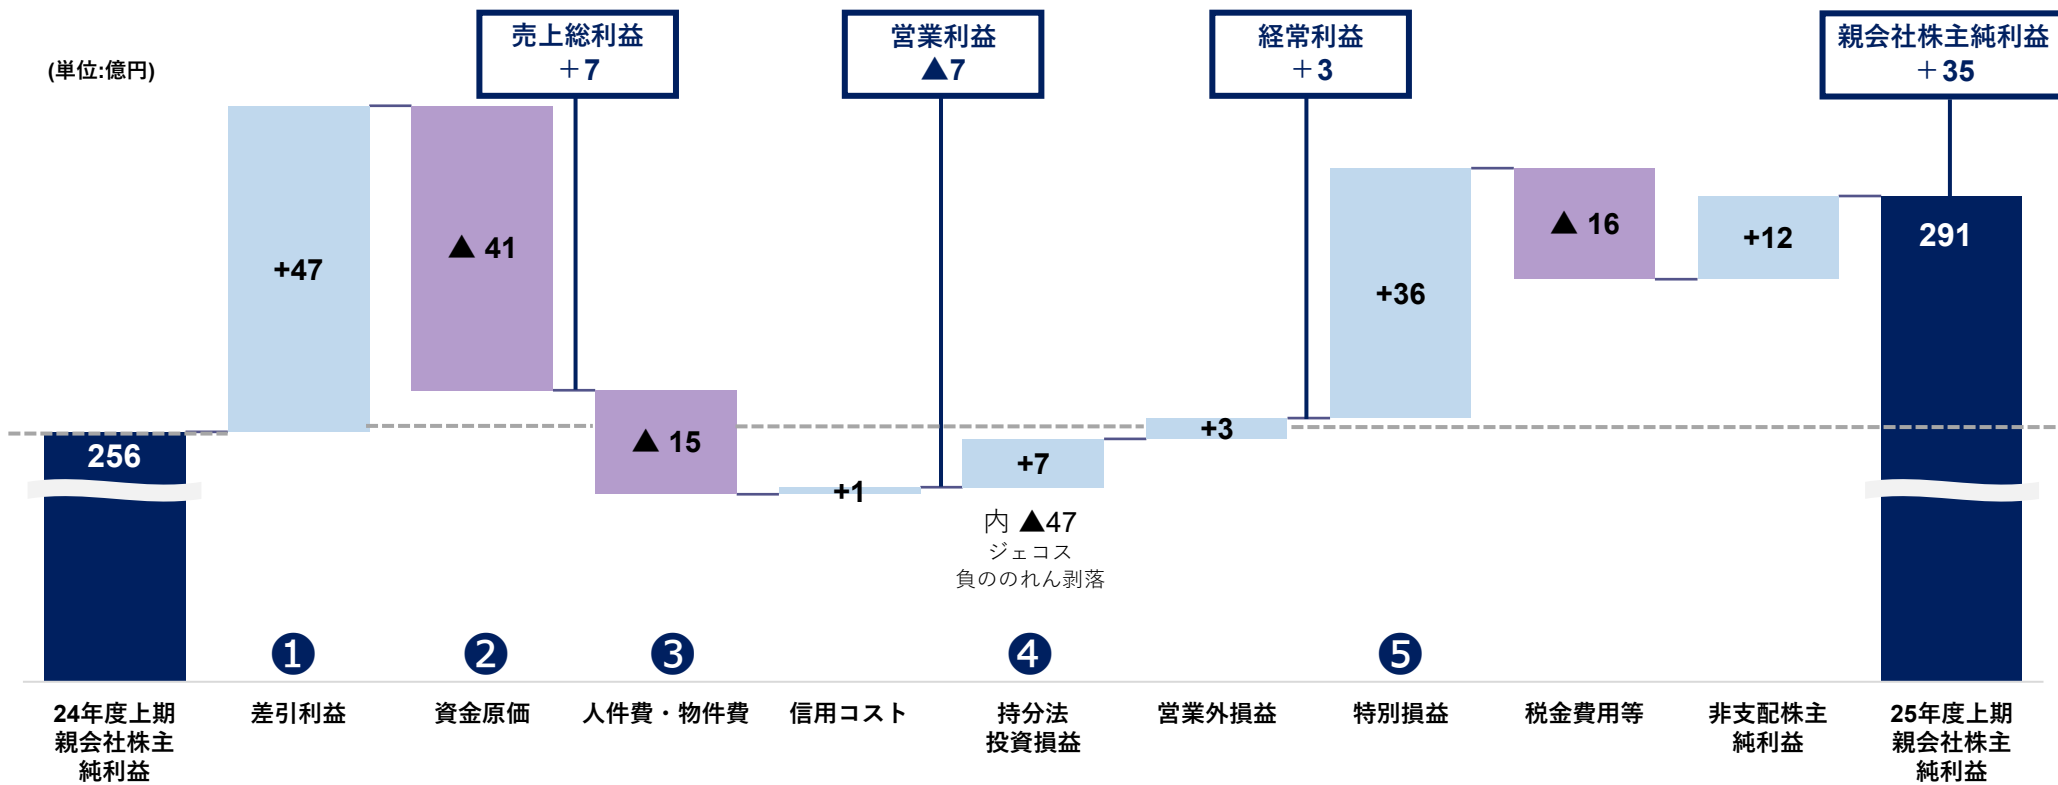 (単位:億円)
売上総利益
＋7
営業利益
▲7
経常利益
＋3
親会社株主純利益
＋35
256
+47
▲ 41
▲ 15
+1
+7
内 ▲47
ジェコス
負ののれん剥落
+3
+36
▲ 16
+12
291
❶
❷
❸
❹
❺
24年度上期
親会社株主
純利益
差引利益
資金原価
人件費・物件費
信用コスト
持分法
投資損益
営業外損益
特別損益
税金費用等
非支配株主
純利益
25年度上期
親会社株主
純利益